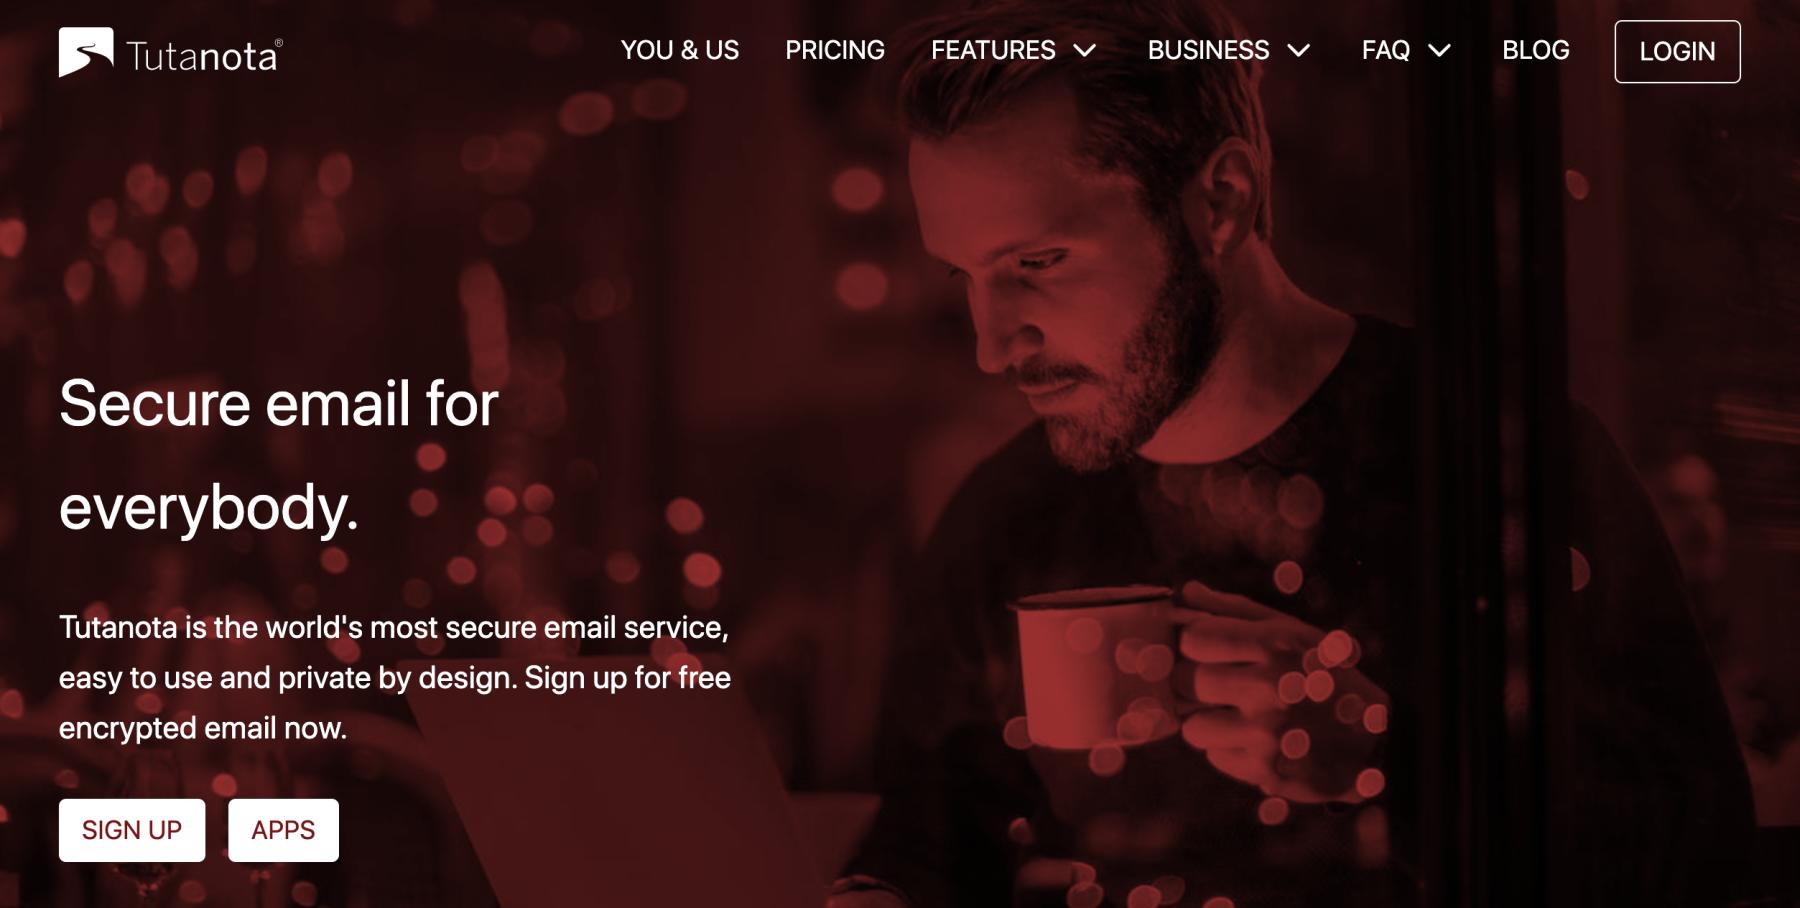 Tutanota®
YOU & US PRICING FEATURES BUSINESS FAQ BLOG LOGIN
Secure email for
everybody.
Tutanota is the world's most secure email service,
easy to use and private by design. Sign up for free
encrypted email now.
SIGN UP APPS